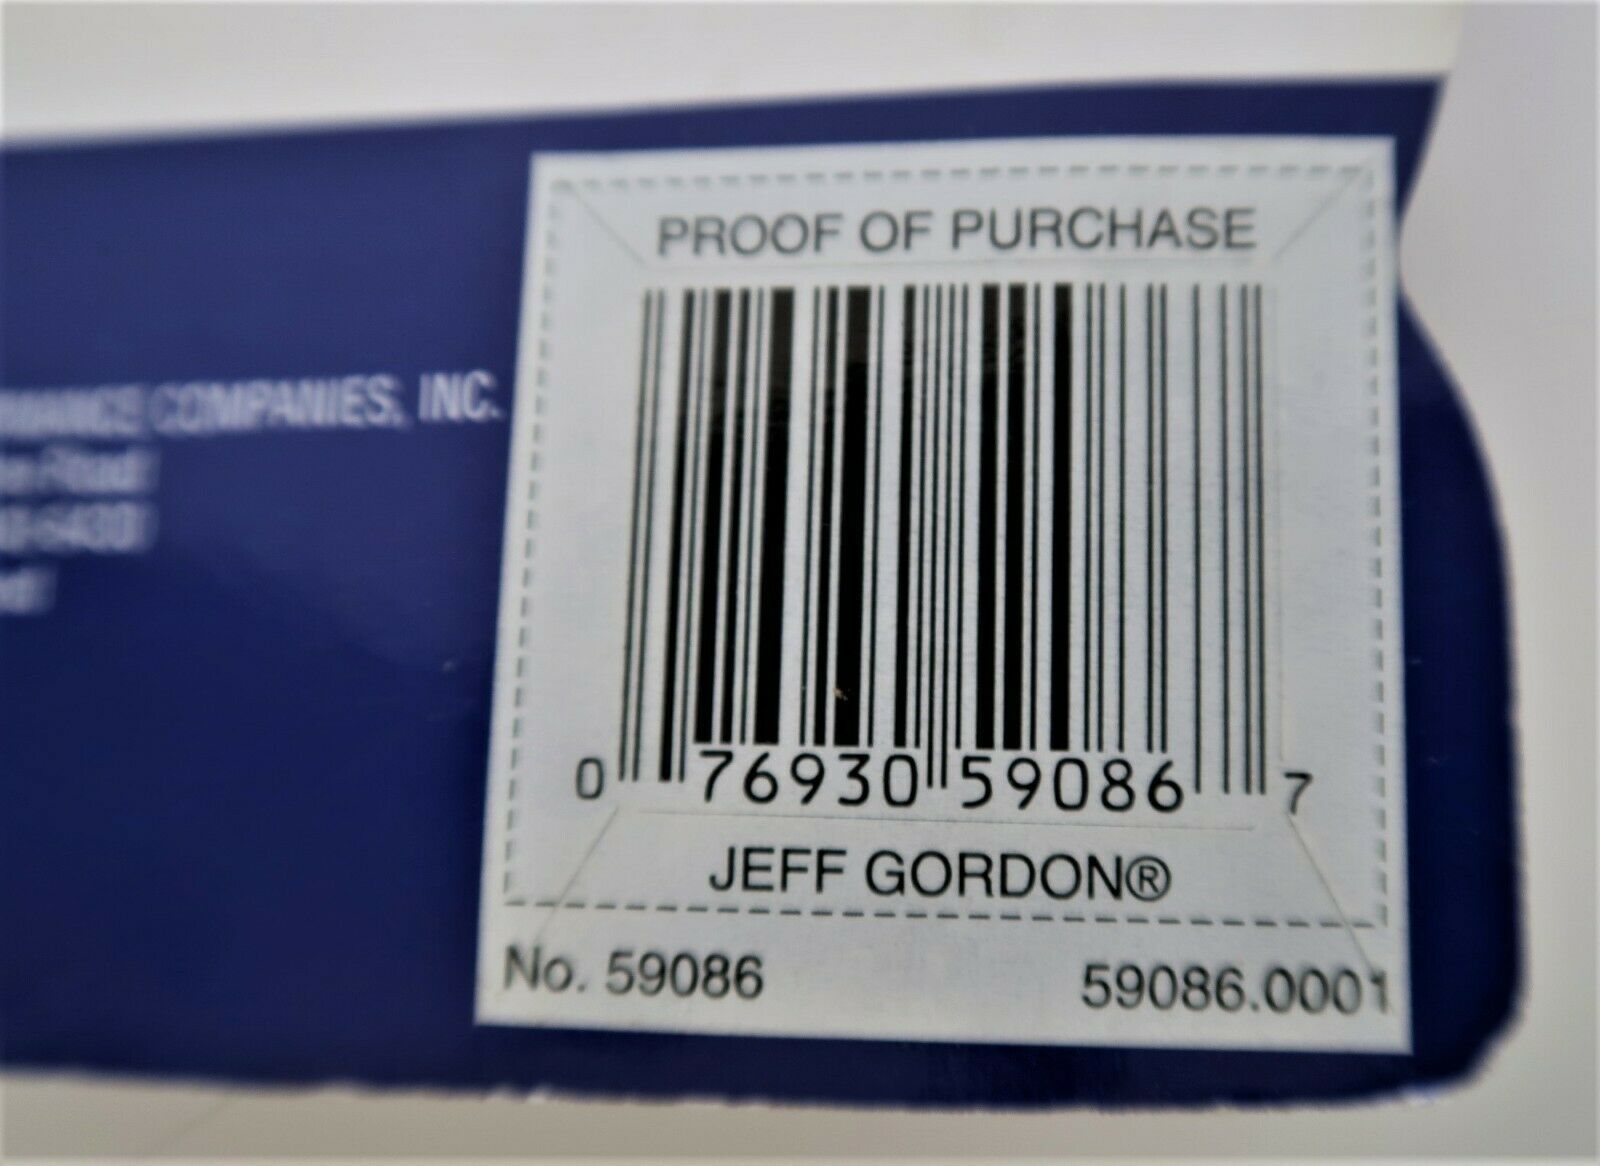 COMPANIES, INC.
PROOF OF PURCHASE
0 76930 59086 7
JEFF GORDON®
No. 59086 59086.0001